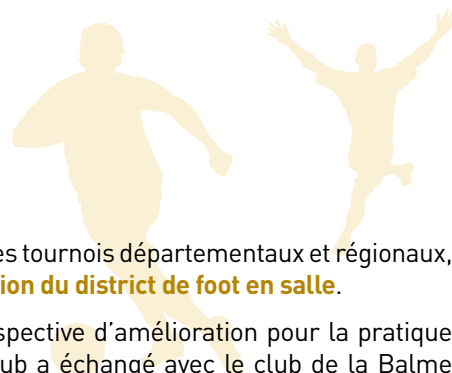 es tournois départementaux et régionaux,
ion du district de foot en salle.
spective d'amélioration pour la pratique
ub a échangé avec le club de la Balme